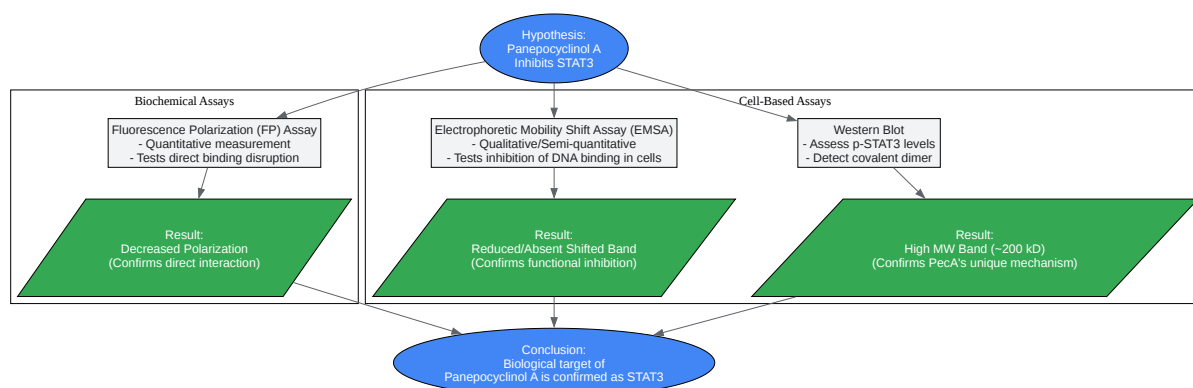 Hypothesis:
Panepocyclinol A
Inhibits STAT3
Biochemical Assays
Cell-Based Assays
Fluorescence Polarization (FP) Assay
- Quantitative measurement
- Tests direct binding disruption
Electrophoretic Mobility Shift Assay (EMSA)
- Qualitative/Semi-quantitative
- Tests inhibition of DNA binding in cells
Western Blot
- Assess p-STAT3 levels
- Detect covalent dimer
Result:
Decreased Polarization
(Confirms direct interaction)
Result:
Reduced/Absent Shifted Band
(Confirms functional inhibition)
Result:
High MW Band (~200 kD)
(Confirms PecA's unique mechanism)
Conclusion:
Biological target of
Panepocyclinol A is confirmed as STAT3